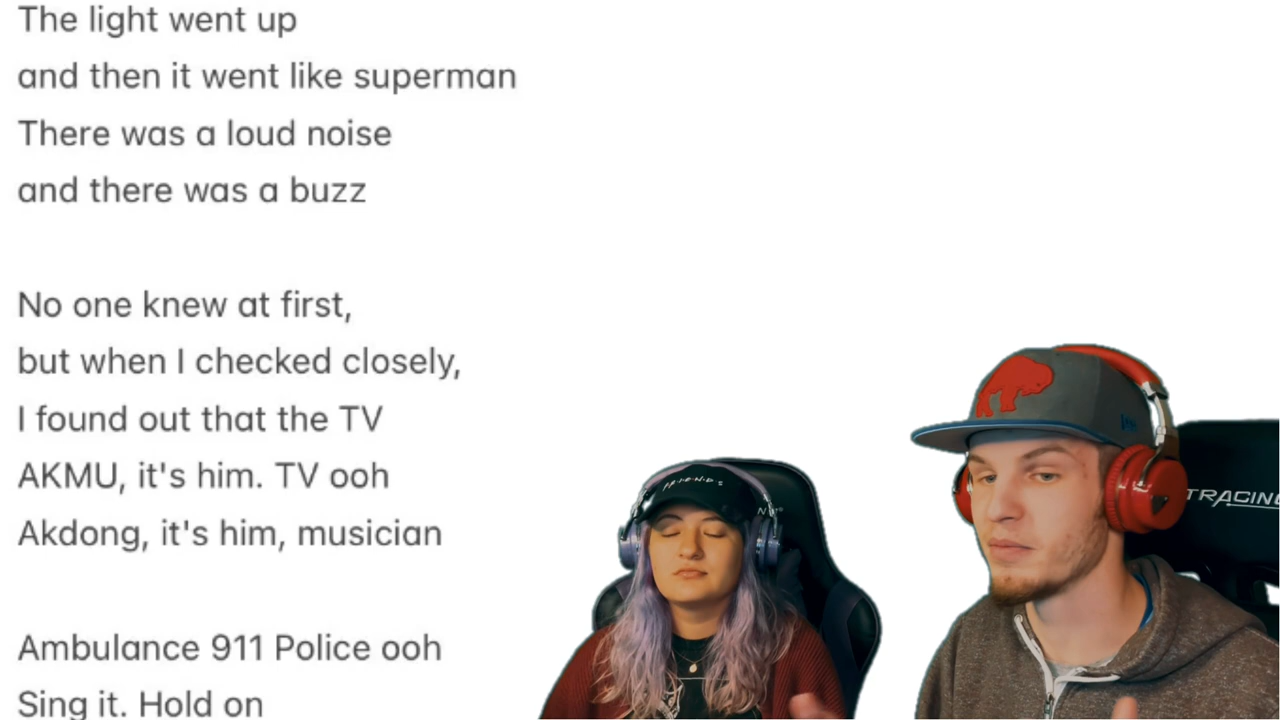 The light went up
and then it went like superman
There was a loud noise
and there was a buzz
No one knew at first,
but when I checked closely,
I found out that the TV
AKMU, it's him. TV ooh
Akdong, it's him, musician
Ambulance 911 Police ooh
Sing it. Hold on
F·R·I·E·N·D·S
TRACING